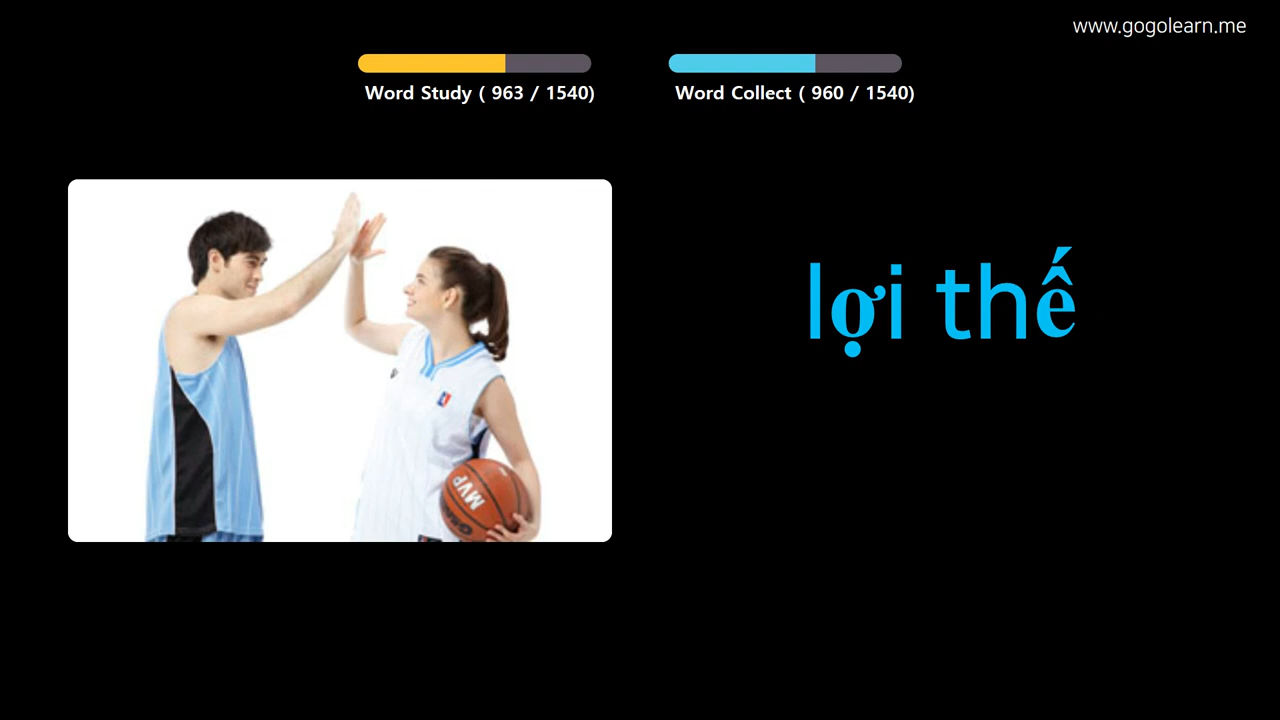 www.gogolearn.me
Word Study ( 963 / 1540)
Word Collect ( 960 / 1540)
lợi thế
MVP